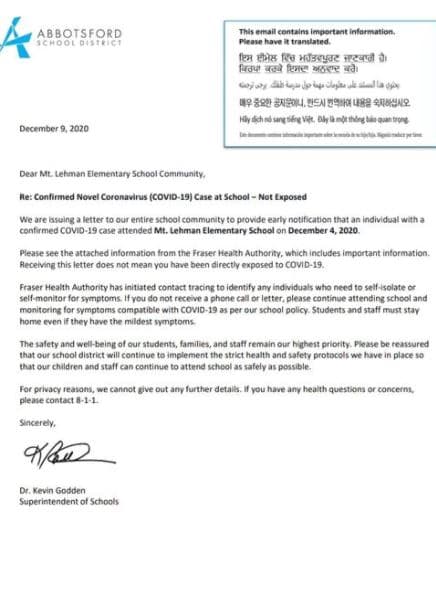 ABBOTSFORD
SCHOOL DISTRICT
This email contains important information.
Please have it translated.
ਇਸ ਈਮੇਲ ਵਿੱਚ ਮਹੱਤਵਪੂਰਣ ਜਾਣਕਾਰੀ ਹੈ।
ਕਿਰਪਾ ਕਰਕੇ ਇਸਦਾ ਅਨੁਵਾਦ ਕਰੋ।
يحتوي هذا المستند على معلومات مهمة حول مدرسة طفلك. يرجى ترجمته
매우 중요한 공지문이니, 반드시 번역하여 내용을 숙지하십시오.
Hãy dịch nó sang tiếng Việt. Đây là một thông báo quan trọng.
Este documento contiene información importante sobre la escuela de su hijo/hija. Háganlo traducir por favor.
December 9, 2020
Dear Mt. Lehman Elementary School Community,
Re: Confirmed Novel Coronavirus (COVID-19) Case at School – Not Exposed
We are issuing a letter to our entire school community to provide early notification that an individual with a
confirmed COVID-19 case attended Mt. Lehman Elementary School on December 4, 2020.
Please see the attached information from the Fraser Health Authority, which includes important information.
Receiving this letter does not mean you have been directly exposed to COVID-19.
Fraser Health Authority has initiated contact tracing to identify any individuals who need to self-isolate or
self-monitor for symptoms. If you do not receive a phone call or letter, please continue attending school and
monitoring for symptoms compatible with COVID-19 as per our school policy. Students and staff must stay
home even if they have the mildest symptoms.
The safety and well-being of our students, families, and staff remain our highest priority. Please be reassured
that our school district will continue to implement the strict health and safety protocols we have in place so
that our children and staff can continue to attend school as safely as possible.
For privacy reasons, we cannot give out any further details. If you have any health questions or concerns,
please contact 8-1-1.
Sincerely,
Dr. Kevin Godden
Superintendent of Schools